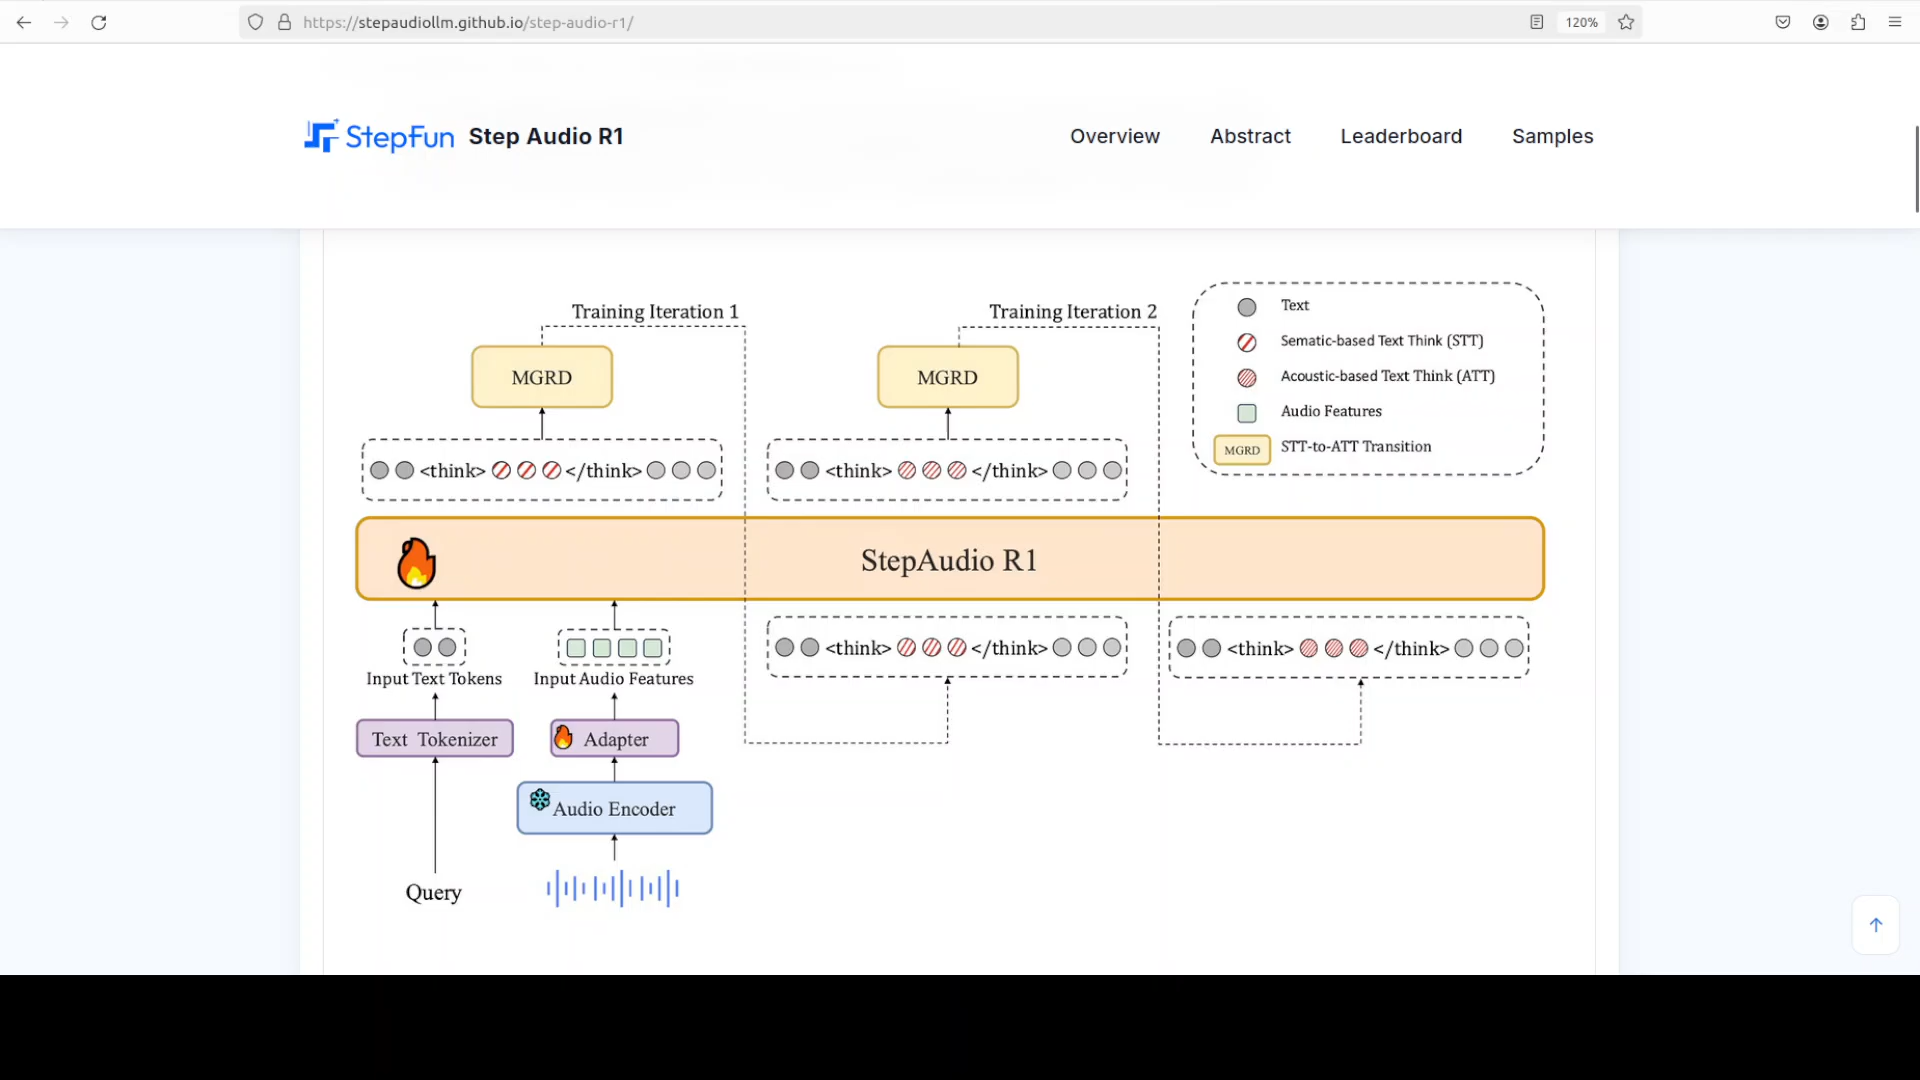 https://stepaudiollm.github.io/step-audio-r1/
120%
StepFun Step Audio R1
Overview
Abstract
Leaderboard
Samples
Training Iteration 1
Training Iteration 2
MGRD
MGRD
Text
Sematic-based Text Think (STT)
Acoustic-based Text Think (ATT)
Audio Features
MGRD STT-to-ATT Transition
<think> </think>
<think> </think>
StepAudio R1
<think> </think>
<think> </think>
Input Text Tokens
Input Audio Features
Text Tokenizer
Adapter
Audio Encoder
Query